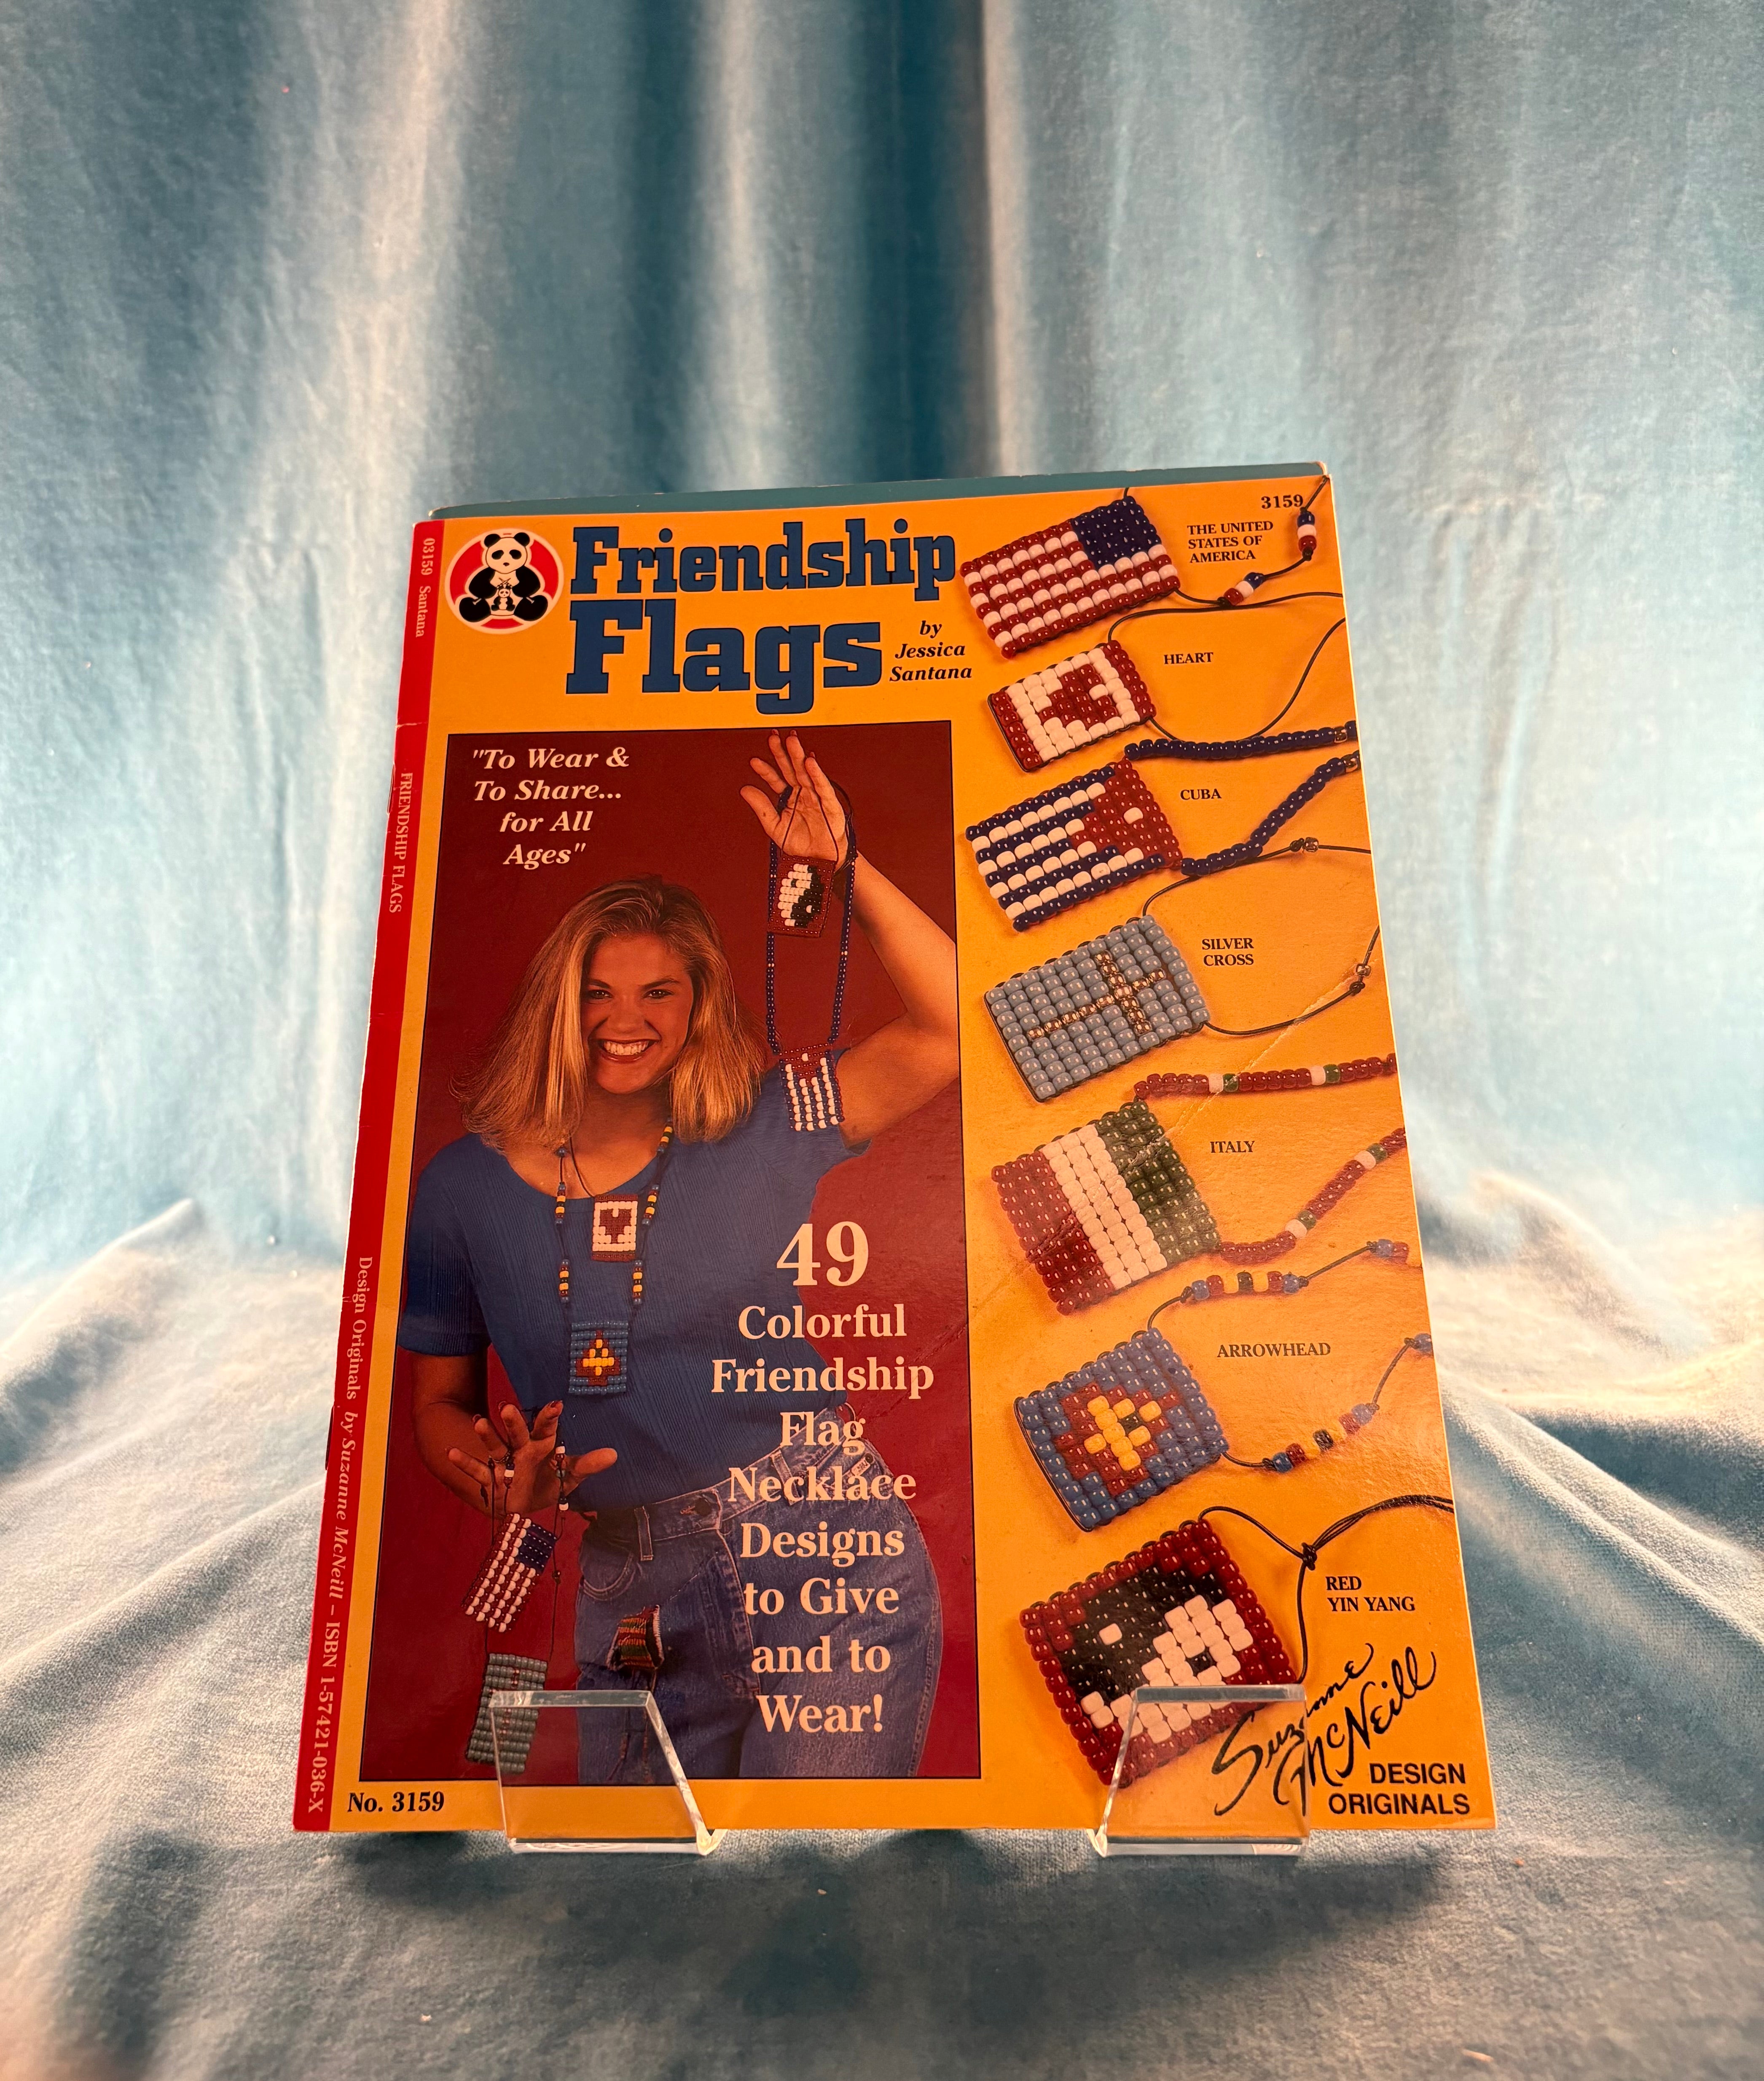 03159 Santana
FRIENDSHIP FLAGS
Design Originals by Suzanne McNeill – ISBN 1-57421-036-X
Friendship
Flags
by
Jessica
Santana
"To Wear &
To Share...
for All
Ages"
49
Colorful
Friendship
Flag
Necklace
Designs
to Give
and to
Wear!
No. 3159
3159
THE UNITED
STATES OF
AMERICA
HEART
CUBA
SILVER
CROSS
ITALY
ARROWHEAD
RED
YIN YANG
Suzanne
McNeill
DESIGN
ORIGINALS